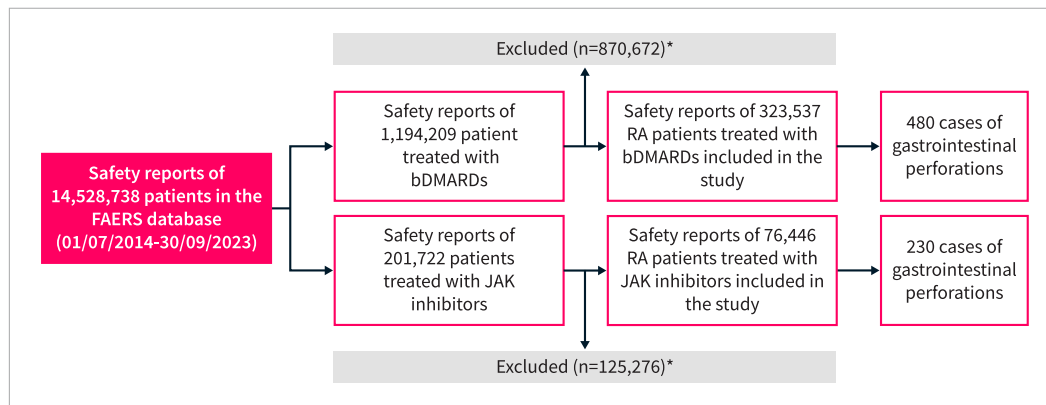 Excluded (n=870,672)*
Safety reports of
14,528,738 patients in the
FAERS database
(01/07/2014-30/09/2023)
Safety reports of
1,194,209 patient
treated with
bDMARDs
Safety reports of 323,537
RA patients treated with
bDMARDs included in the
study
480 cases of
gastrointestinal
perforations
Safety reports of
201,722 patients
treated with JAK
inhibitors
Safety reports of 76,446
RA patients treated with
JAK inhibitors included in
the study
230 cases of
gastrointestinal
perforations
Excluded (n=125,276)*